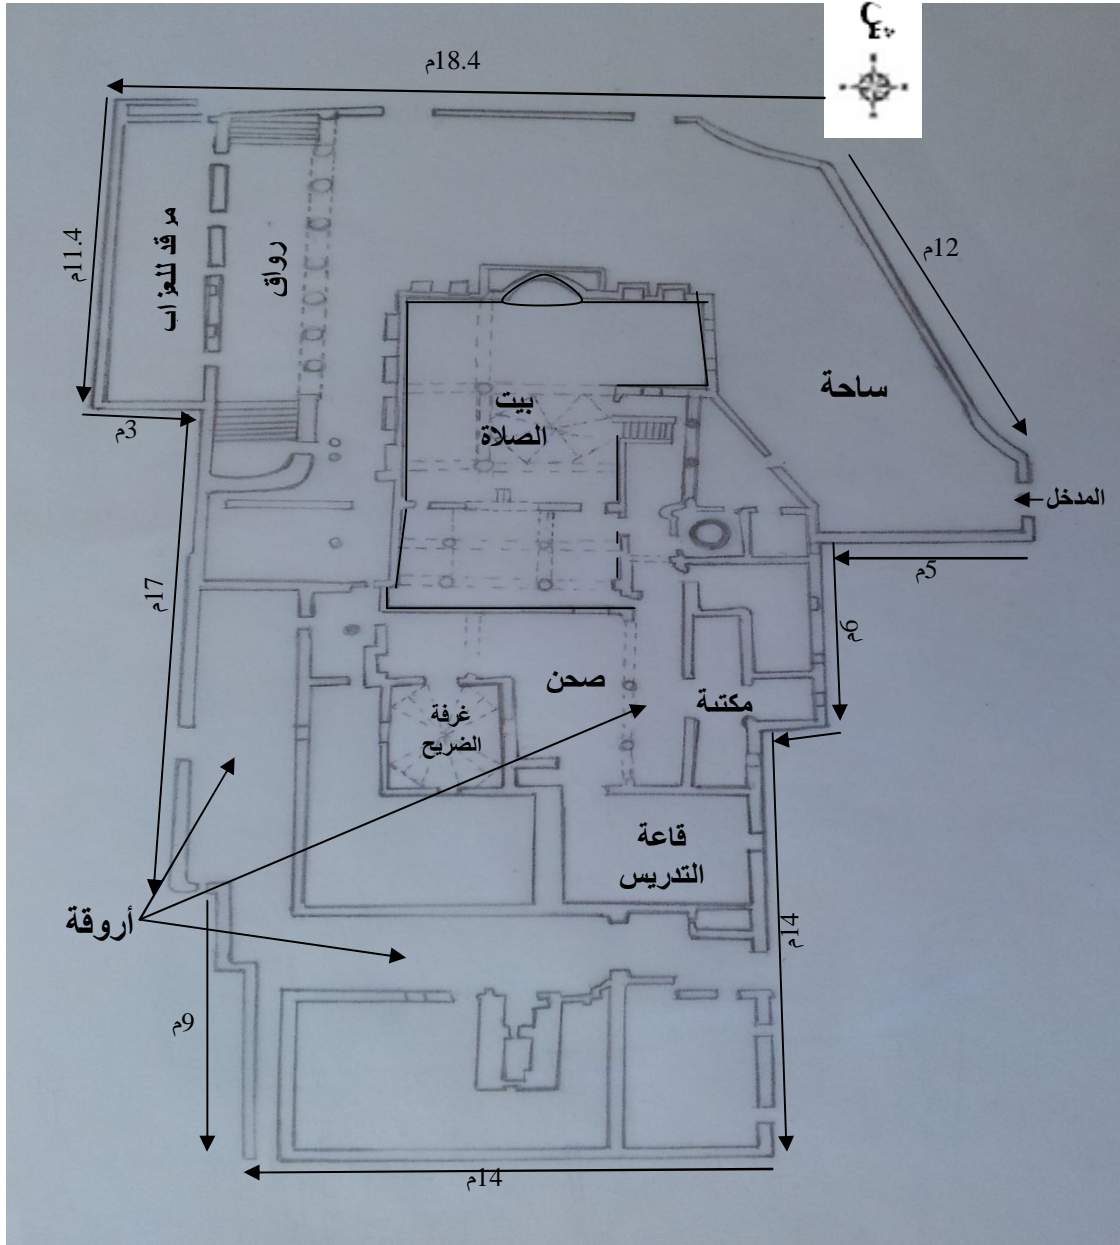 18.4م
11.4م
مرقد للعزاب
رواق
12م
ساحة
بيت
الصلاة
3م
المدخل
5م
17م
6م
صحن
مكتبة
غرفة
الضريح
قاعة
التدريس
أروقة
14م
9م
14م